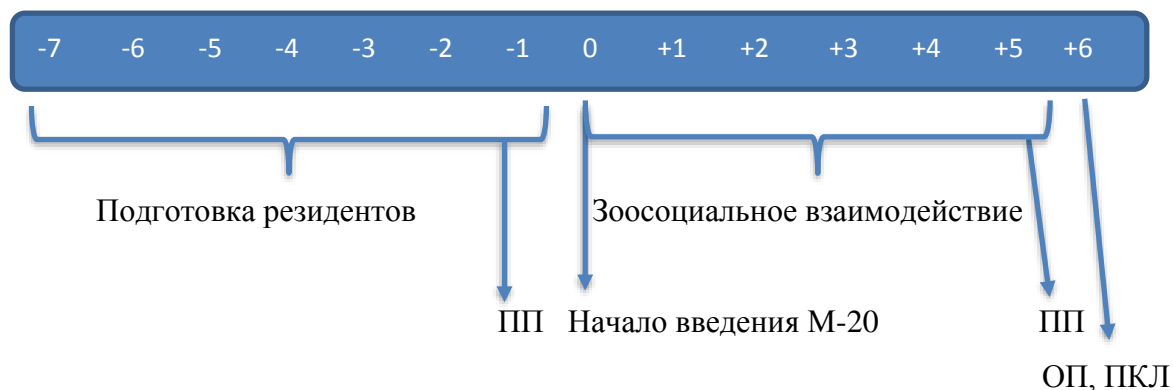 -7 -6 -5 -4 -3 -2 -1 0 +1 +2 +3 +4 +5 +6
Подготовка резидентов Зоосоциальное взаимодействие
ПП Начало введения М-20 ПП
ОП, ПКЛ